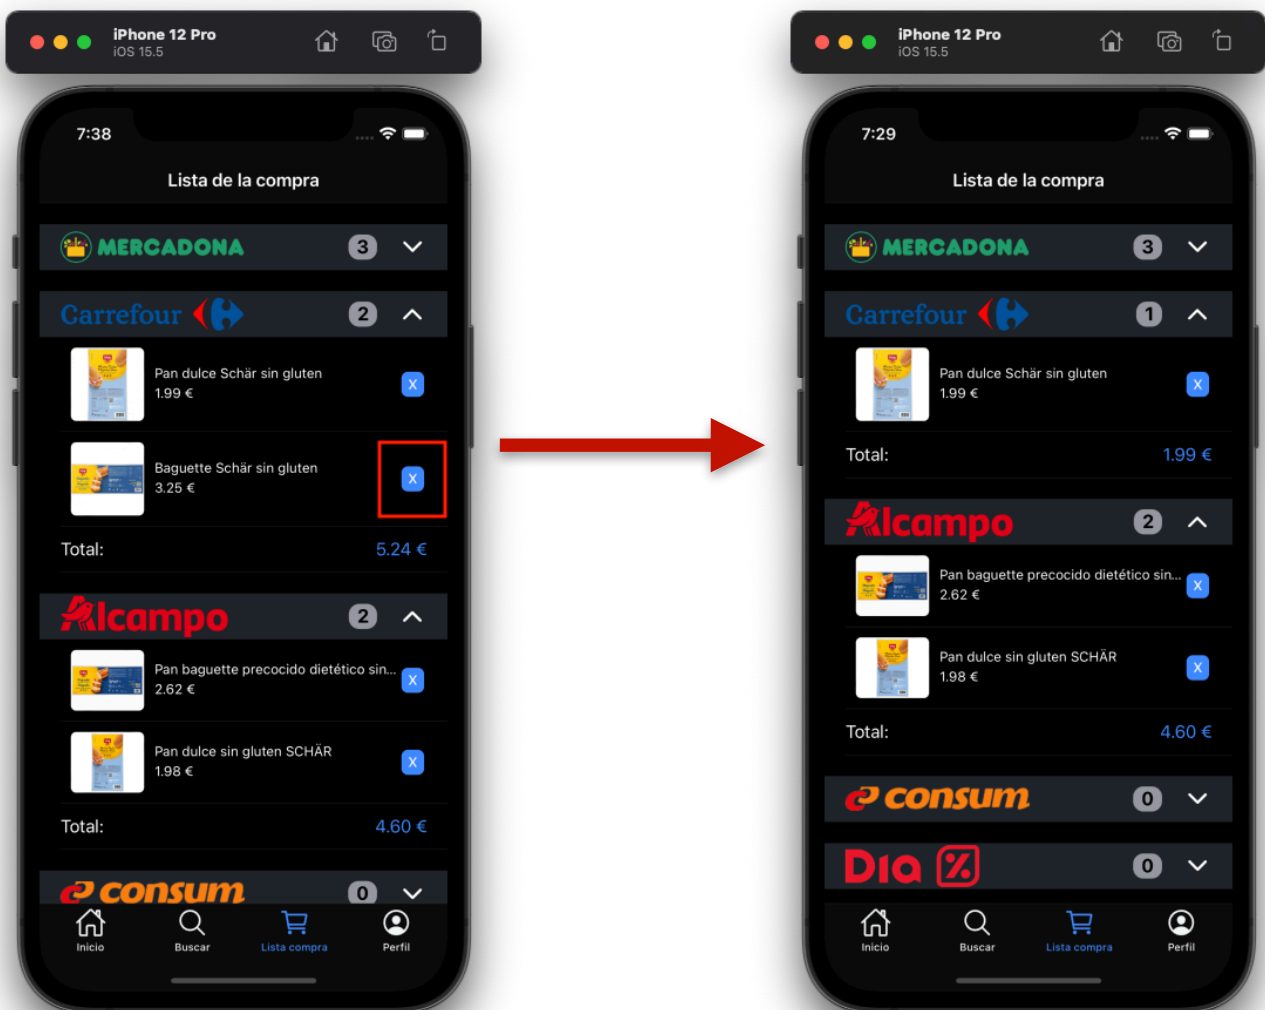 iPhone 12 Pro
iOS 15.5
7:38
Lista de la compra
MERCADONA
3
Carrefour
2
Pan dulce Schär sin gluten
1.99 €
X
Baguette Schär sin gluten
3.25 €
X
Total:
5.24 €
Alcampo
2
Pan baguette precocido dietético sin...
2.62 €
X
Pan dulce sin gluten SCHÄR
1.98 €
X
Total:
4.60 €
consum
0
Inicio
Buscar
Lista compra
Perfil
iPhone 12 Pro
iOS 15.5
7:29
Lista de la compra
MERCADONA
3
Carrefour
1
Pan dulce Schär sin gluten
1.99 €
X
Total:
1.99 €
Alcampo
2
Pan baguette precocido dietético sin...
2.62 €
X
Pan dulce sin gluten SCHÄR
1.98 €
X
Total:
4.60 €
consum
0
Dia %
0
Inicio
Buscar
Lista compra
Perfil